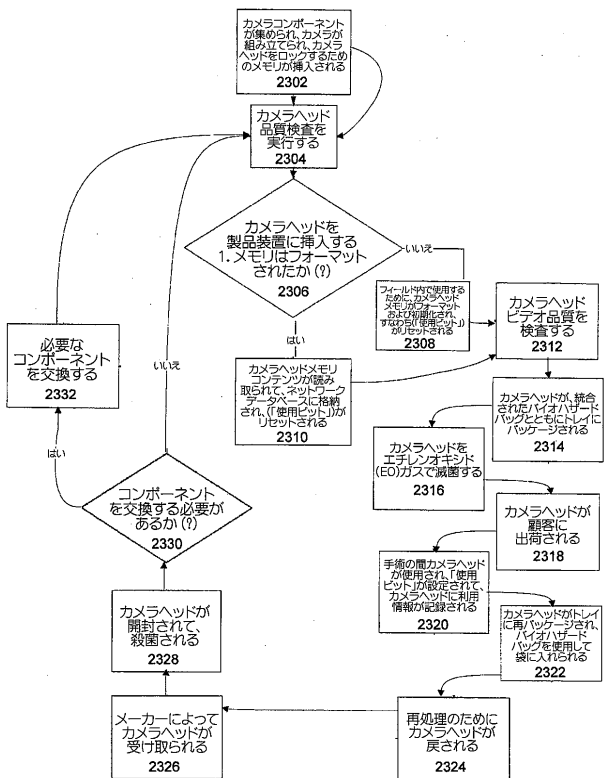 カメラコンポーネント
が集められ、カメラが
組み立てられ、カメラ
ヘッドをロックするため
のメモリが挿入される
2302
カメラヘッド
品質検査を
実行する
2304
カメラヘッドを
製品装置に挿入する
1.メモリはフォーマット
されたか(?)
2306
いいえ
はい
フィールド内で使用する
ために、カメラヘッド
メモリがフォーマット
および初期化され、
すなわち(「使用ビット」)
がリセットされる
2308
カメラヘッドメモリ
コンテンツが読み
取られて、ネットワーク
データベースに格納
され、(「使用ビット」)が
リセットされる
2310
カメラヘッド
ビデオ品質を
検査する
2312
カメラヘッドが、統合
されたバイオハザード
バッグとともにトレイに
パッケージされる
2314
カメラヘッドを
エチレンオキシド
(EO)ガスで滅菌する
2316
カメラヘッドが
顧客に
出荷される
2318
手術の間カメラヘッド
が使用され、「使用
ビット」が設定されて、
カメラヘッドに利用
情報が記録される
2320
カメラヘッドがトレイ
に再パッケージされ、
バイオハザード
バッグを使用して
袋に入れられる
2322
再処理のために
カメラヘッドが
戻される
2324
メーカーによって
カメラヘッドが
受け取られる
2326
カメラヘッドが
開封されて、
殺菌される
2328
コンポーネント
を交換する必要が
あるか(?)
2330
はい
いいえ
必要な
コンポーネント
を交換する
2332